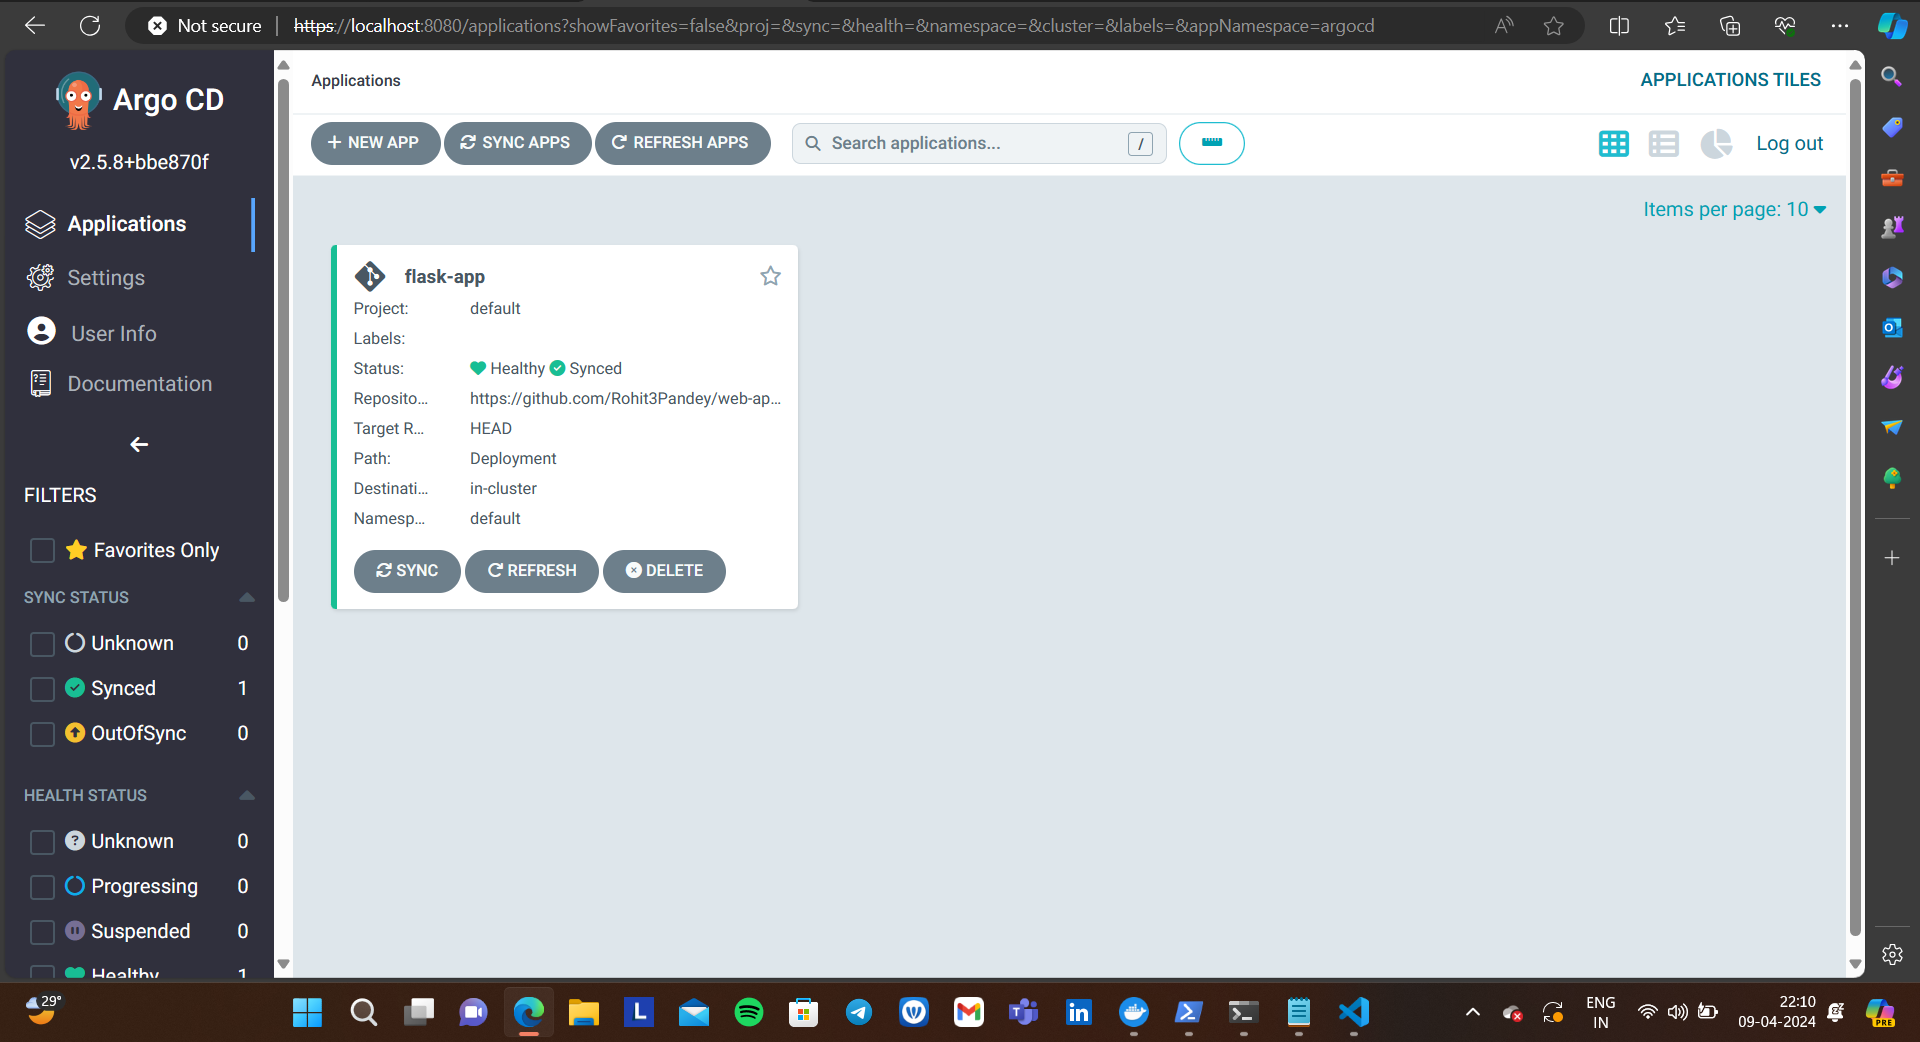 Not secure
https://localhost:8080/applications?showFavorites=false&proj=&sync=&health=&namespace=&cluster=&labels=&appNamespace=argocd
Argo CD
v2.5.8+bbe870f
Applications
Settings
User Info
Documentation
FILTERS
Favorites Only
SYNC STATUS
Unknown 0
Synced 1
OutOfSync 0
HEALTH STATUS
Unknown 0
Progressing 0
Suspended 0
Healthy 1
Applications
APPLICATIONS TILES
NEW APP
SYNC APPS
REFRESH APPS
Search applications...
/
Log out
Items per page: 10
flask-app
Project: default
Labels:
Status: Healthy Synced
Reposito... https://github.com/Rohit3Pandey/web-ap...
Target R... HEAD
Path: Deployment
Destinati... in-cluster
Namesp... default
SYNC
REFRESH
DELETE
29°
L
ENG
IN
22:10
09-04-2024
PRE